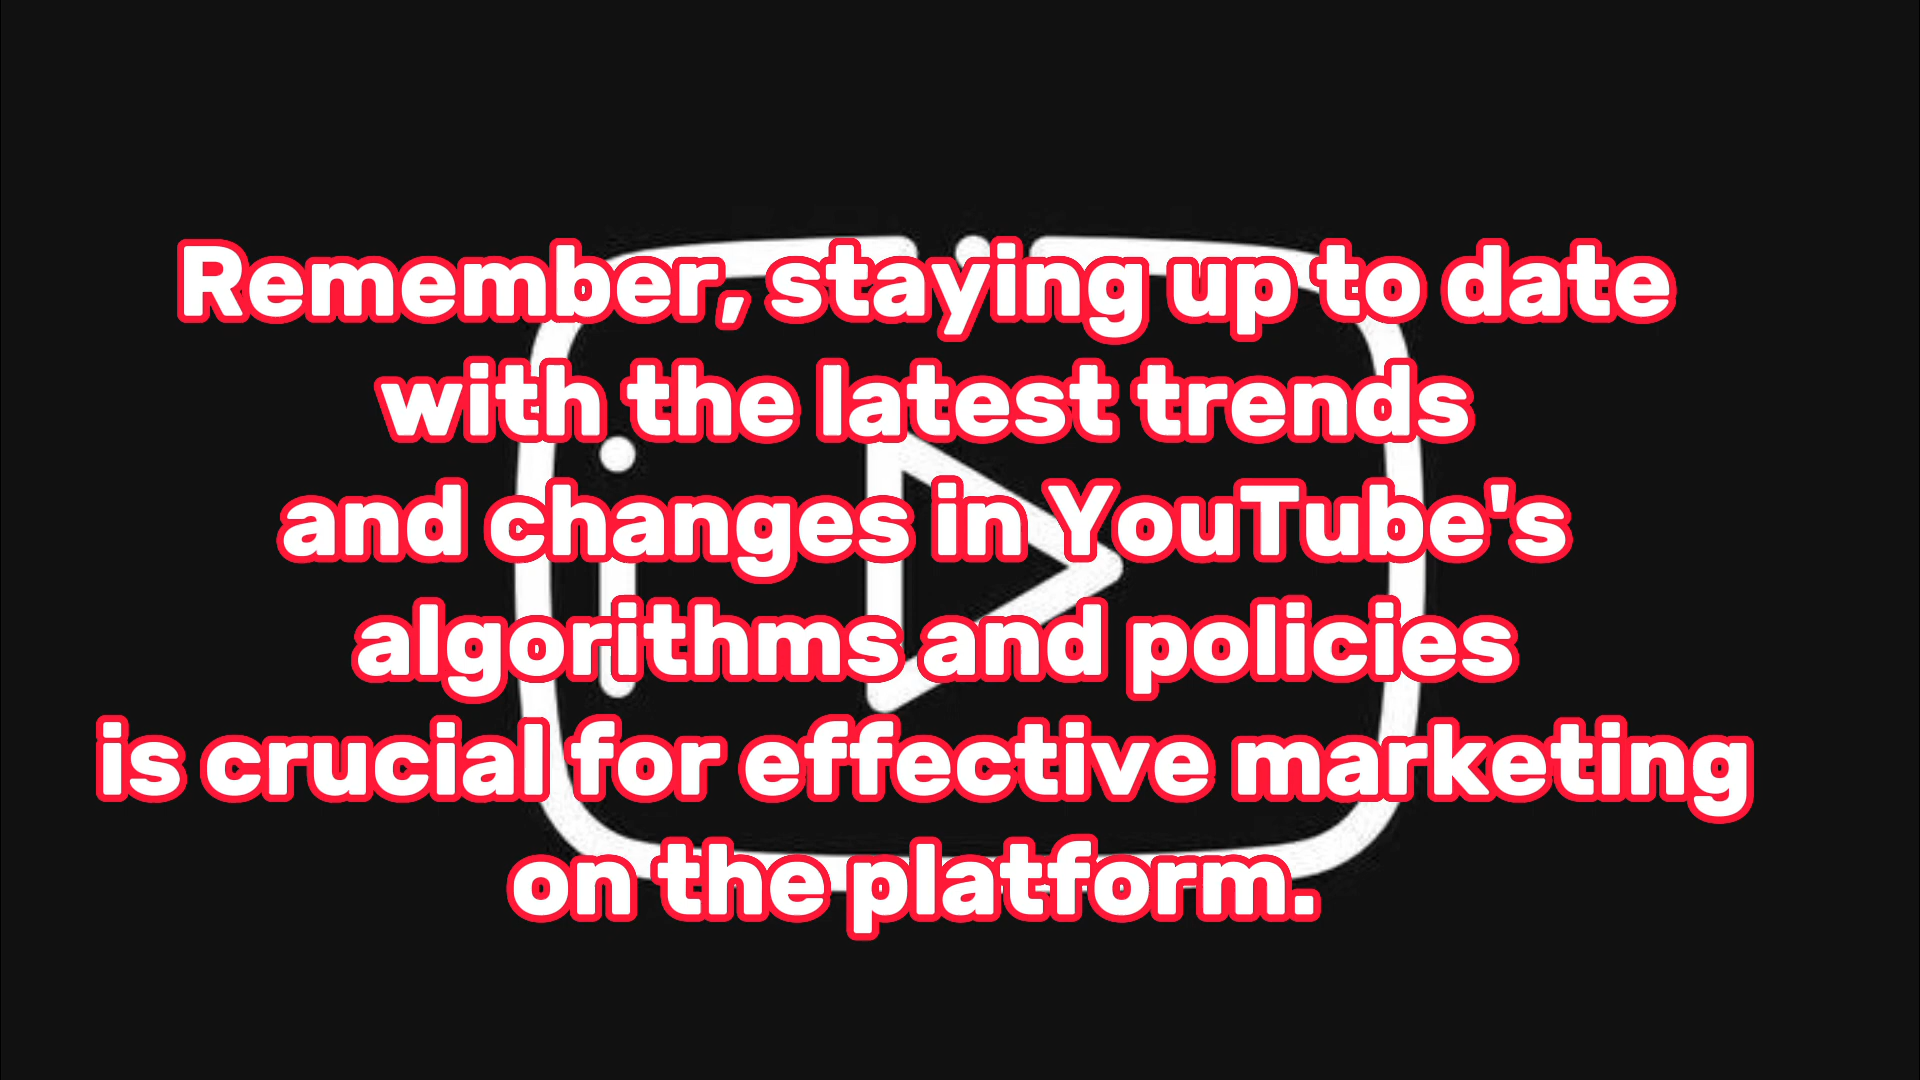 Remember, staying up to date
with the latest trends
and changes in YouTube's
algorithms and policies
is crucial for effective marketing
on the platform.